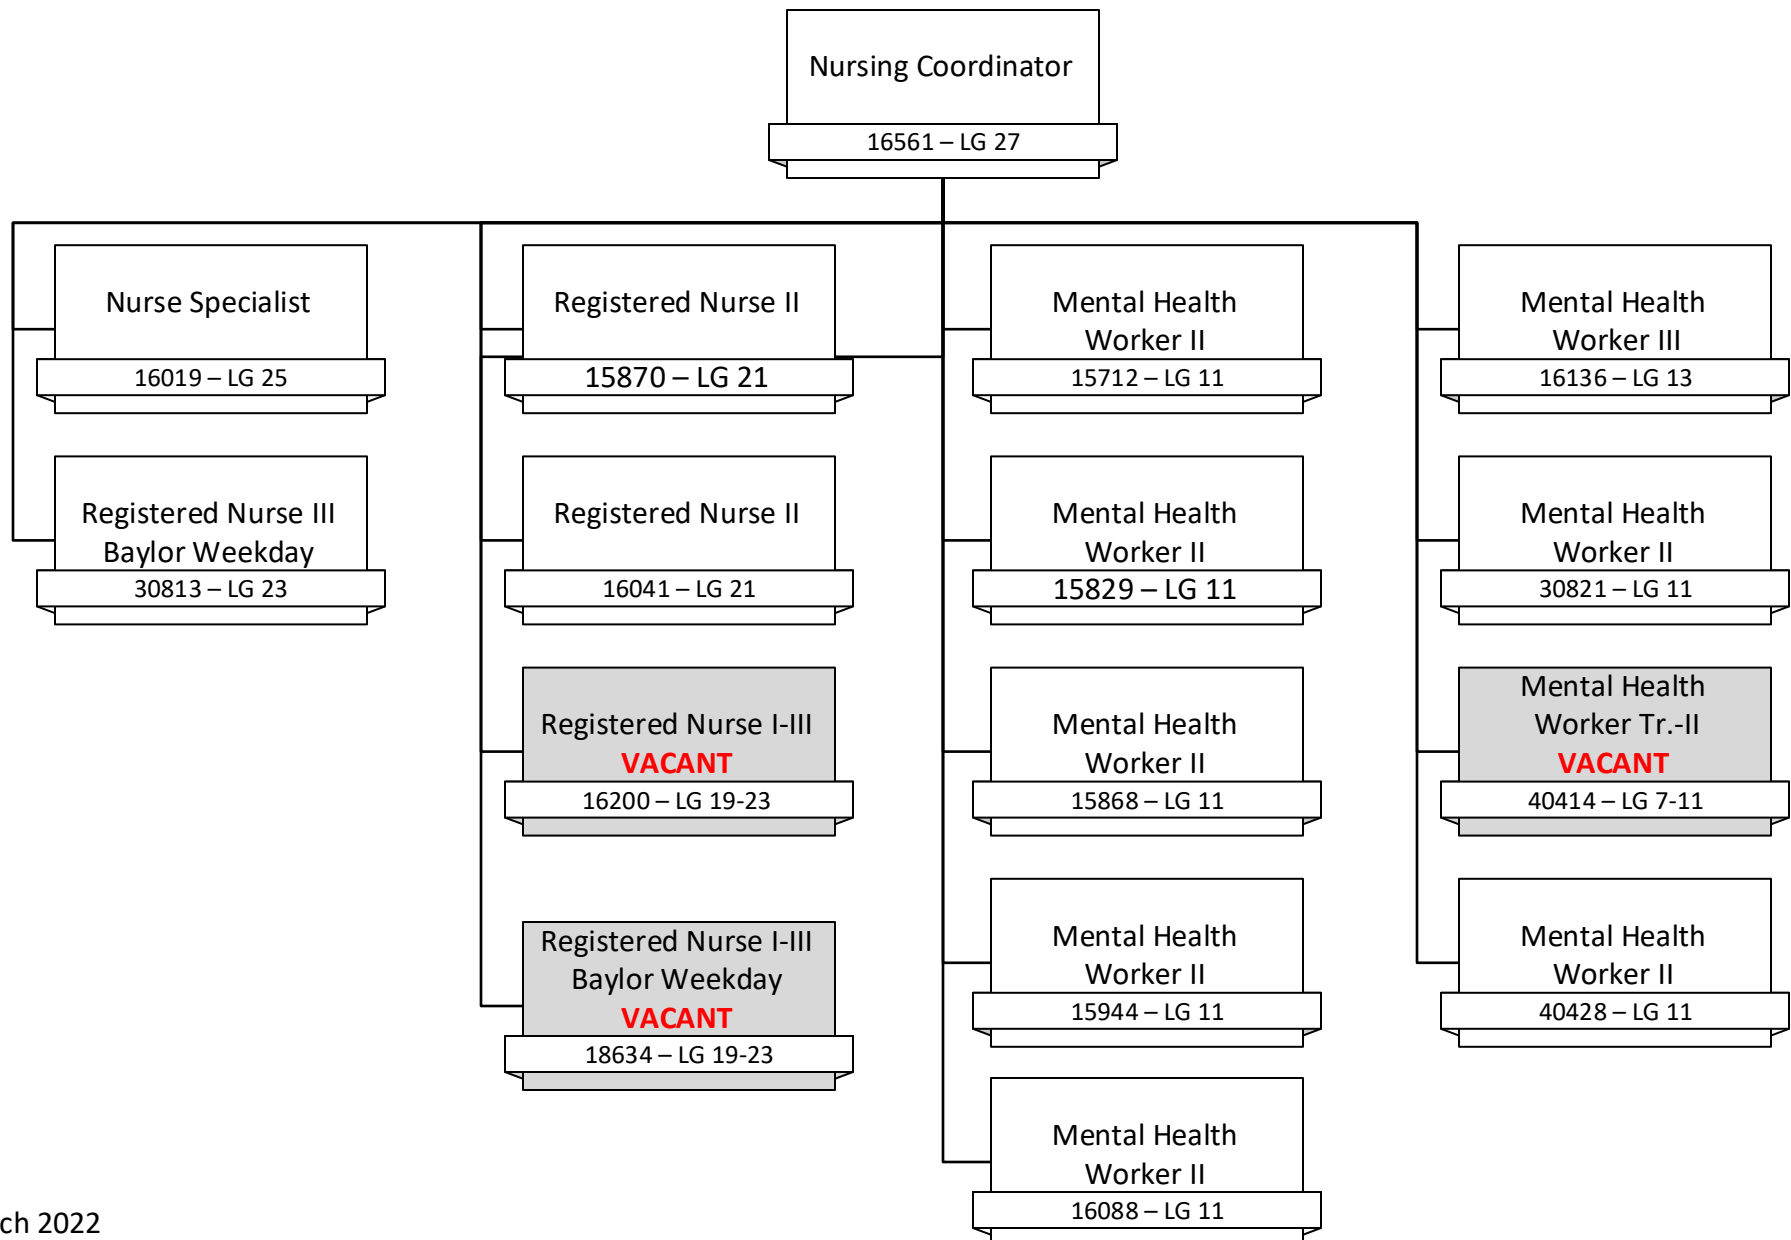 Nursing Coordinator
16561 – LG 27
Nurse Specialist
16019 – LG 25
Registered Nurse III
Baylor Weekday
30813 – LG 23
Registered Nurse II
15870 – LG 21
Registered Nurse II
16041 – LG 21
Registered Nurse I-III
VACANT
16200 – LG 19-23
Registered Nurse I-III
Baylor Weekday
VACANT
18634 – LG 19-23
Mental Health
Worker II
15712 – LG 11
Mental Health
Worker II
15829 – LG 11
Mental Health
Worker II
15868 – LG 11
Mental Health
Worker II
15944 – LG 11
Mental Health
Worker II
16088 – LG 11
Mental Health
Worker III
16136 – LG 13
Mental Health
Worker II
30821 – LG 11
Mental Health
Worker Tr.-II
VACANT
40414 – LG 7-11
Mental Health
Worker II
40428 – LG 11
ch 2022